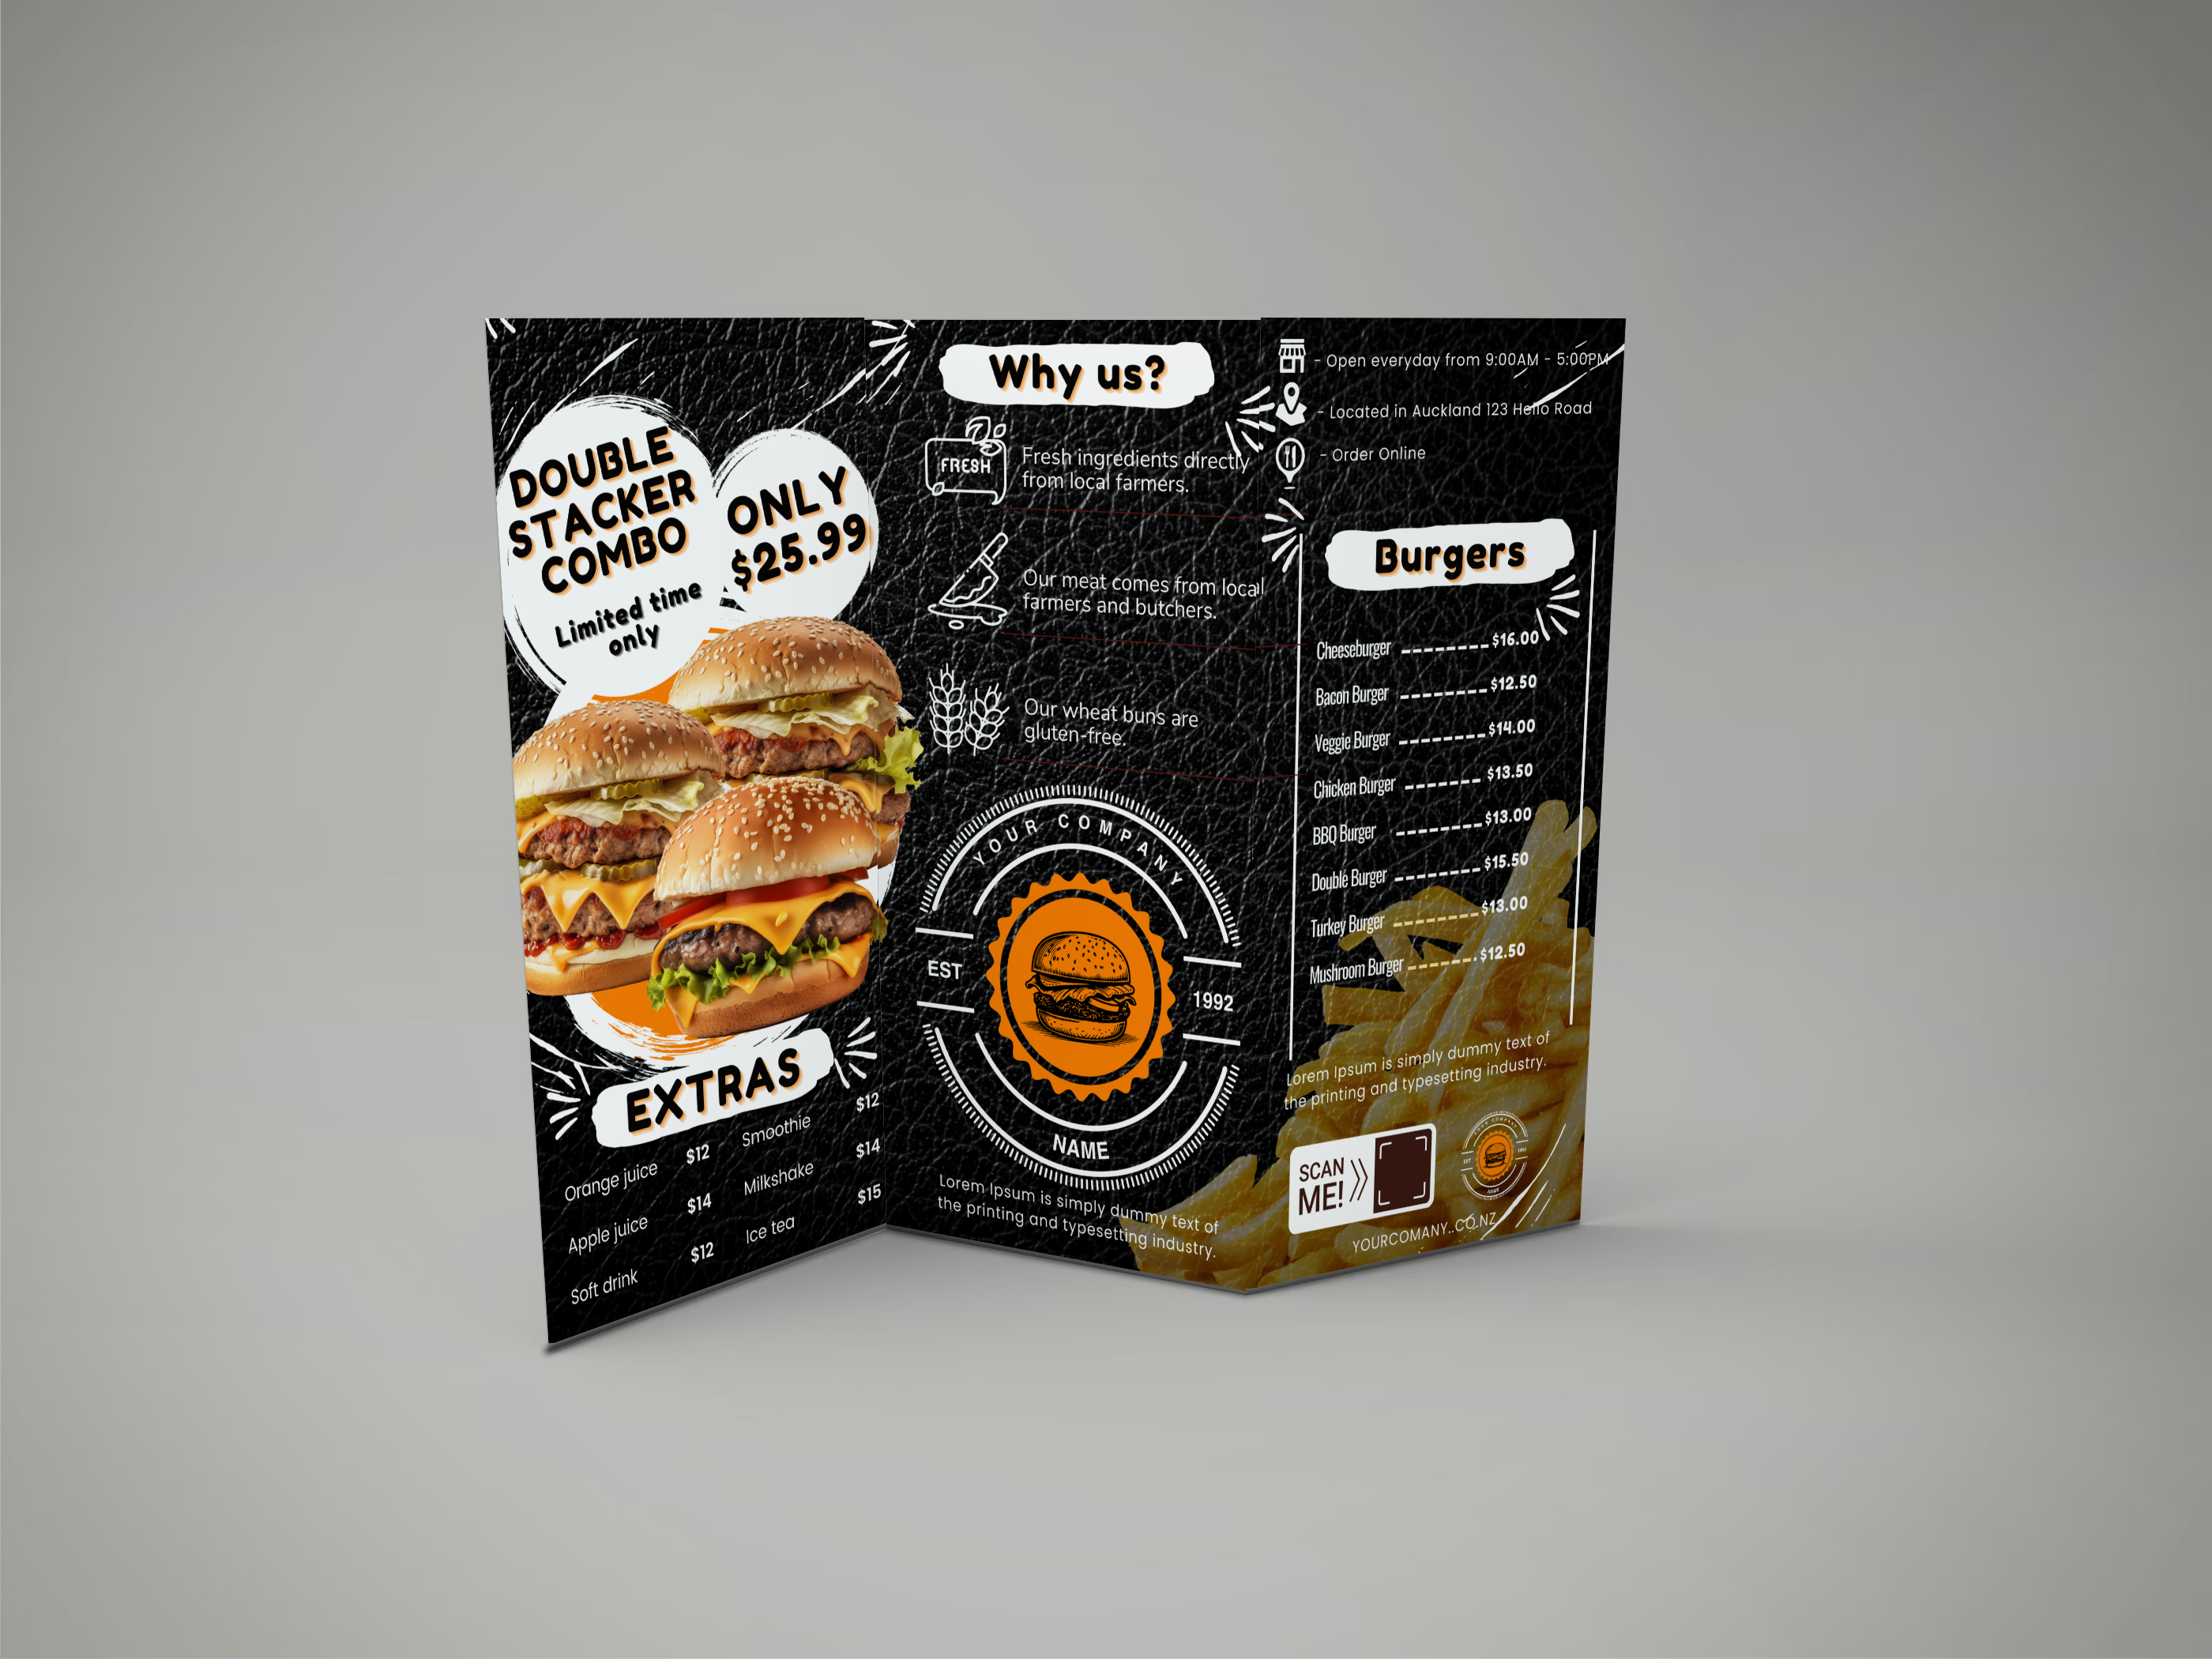 DOUBLE
STACKER
COMBO
Limited time
only
ONLY
$25.99
EXTRAS
Orange juice $12
Apple juice $14
Soft drink $12
Smoothie $12
Milkshake $14
Ice tea $15
Why us?
FRESH
Fresh ingredients directly
from local farmers.
Our meat comes from local
farmers and butchers.
Our wheat buns are
gluten-free.
YOUR COMPANY
EST
1992
NAME
Lorem Ipsum is simply dummy text of
the printing and typesetting industry.
- Open everyday from 9:00AM - 5:00PM
- Located in Auckland 123 Hello Road
- Order Online
Burgers
Cheeseburger $16.00
Bacon Burger $12.50
Veggie Burger $14.00
Chicken Burger $13.50
BBQ Burger $13.00
Double Burger $15.50
Turkey Burger $13.00
Mushroom Burger $12.50
Lorem Ipsum is simply dummy text of
the printing and typesetting industry.
SCAN
ME!
YOUR COMPANY
EST
1992
NAME
YOURCOMANY..CO.NZ